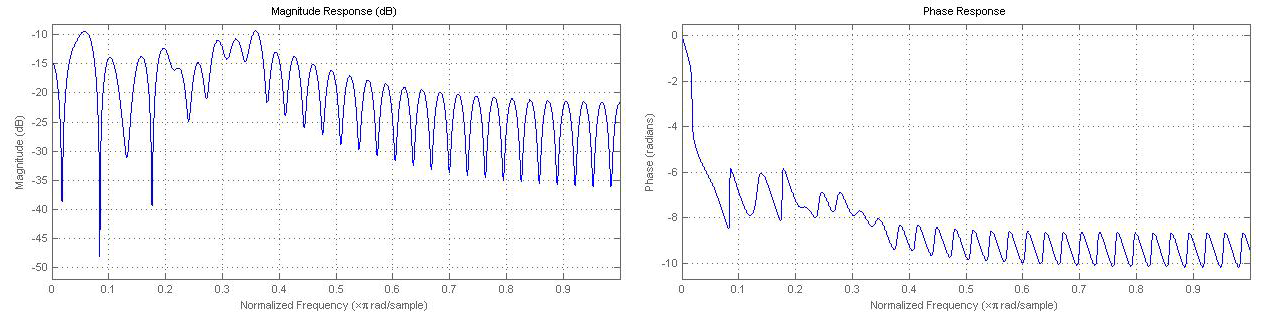 Magnitude Response (dB)
-10
-15
-20
-25
-30
-35
-40
-45
-50
Magnitude (dB)
0 0.1 0.2 0.3 0.4 0.5 0.6 0.7 0.8 0.9
Normalized Frequency (×π rad/sample)
Phase Response
0
-2
-4
-6
-8
-10
Phase (radians)
0 0.1 0.2 0.3 0.4 0.5 0.6 0.7 0.8 0.9
Normalized Frequency (×π rad/sample)